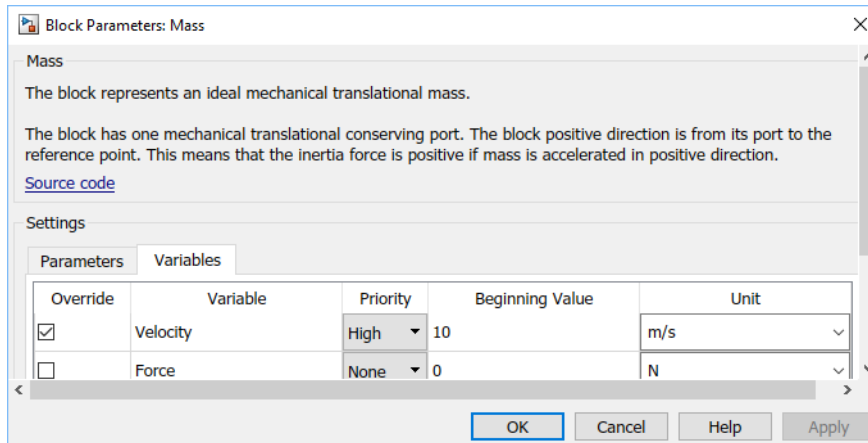 Block Parameters: Mass
Mass
The block represents an ideal mechanical translational mass.
The block has one mechanical translational conserving port. The block positive direction is from its port to the
reference point. This means that the inertia force is positive if mass is accelerated in positive direction.
Source code
Settings
Parameters Variables
Override Variable Priority Beginning Value Unit
Velocity High 10 m/s
Force None 0 N
OK Cancel Help Apply